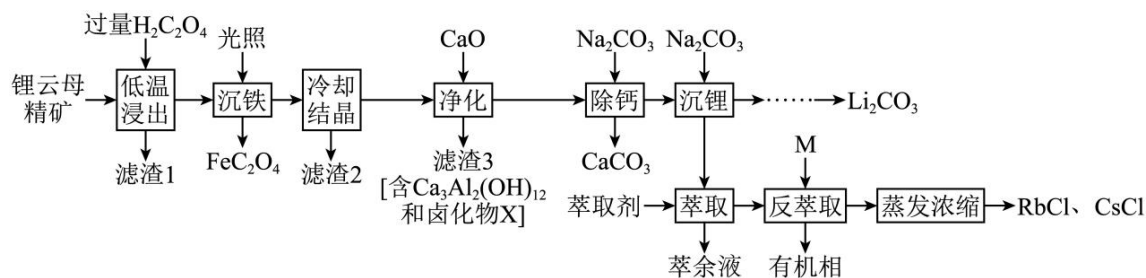 过量H₂C₂O₄
光照
CaO
Na₂CO₃
Na₂CO₃
锂云母
精矿
低温
浸出
沉铁
冷却
结晶
净化
除钙
沉锂
……
Li₂CO₃
滤渣1
FeC₂O₄
滤渣2
滤渣3
[含Ca₃Al₂(OH)₁₂
和卤化物X]
CaCO₃
M
萃取剂
萃取
反萃取
蒸发浓缩
RbCl、CsCl
萃余液
有机相